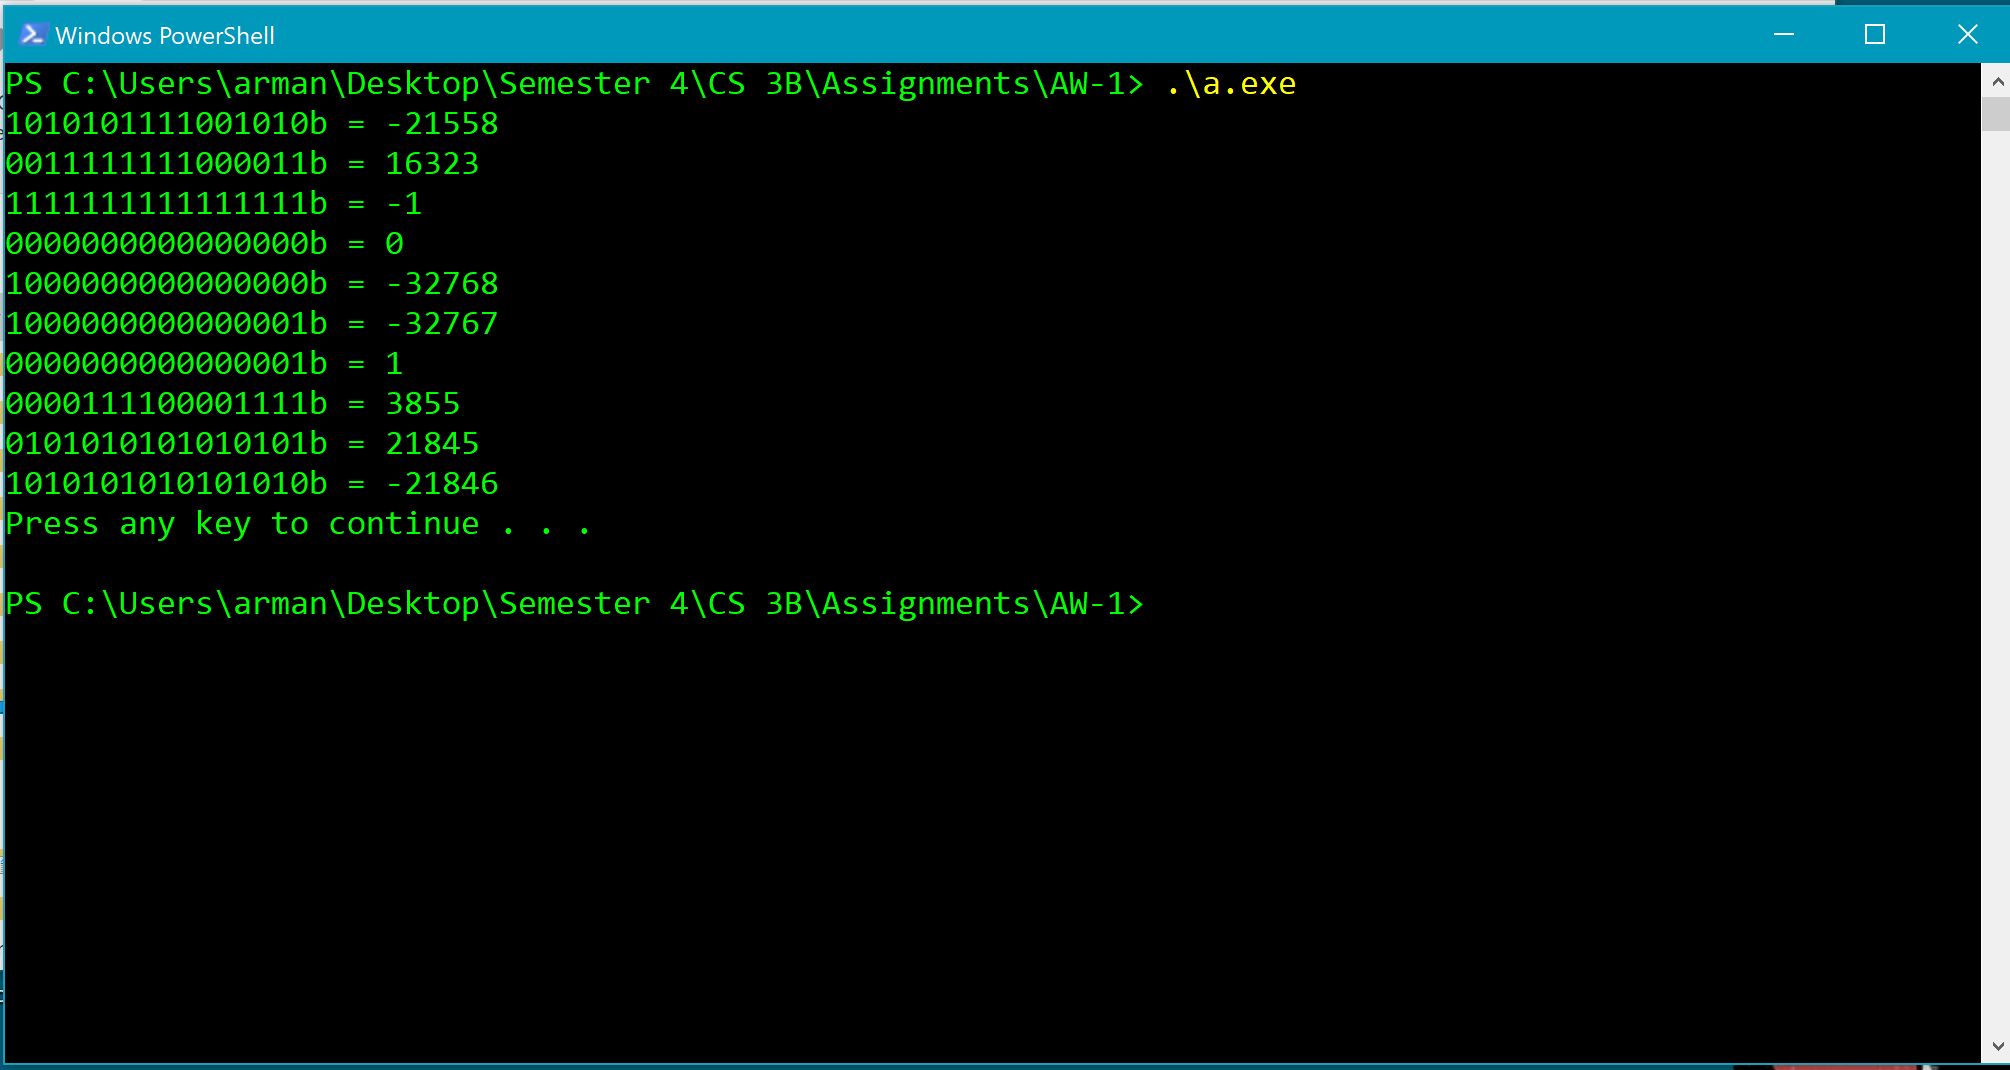 Windows PowerShell
PS C:\Users\arman\Desktop\Semester 4\CS 3B\Assignments\AW-1> .\a.exe
1010101111001010b = -21558
0011111111000011b = 16323
1111111111111111b = -1
0000000000000000b = 0
1000000000000000b = -32768
1000000000000001b = -32767
0000000000000001b = 1
0000111100001111b = 3855
0101010101010101b = 21845
1010101010101010b = -21846
Press any key to continue . . .
PS C:\Users\arman\Desktop\Semester 4\CS 3B\Assignments\AW-1>